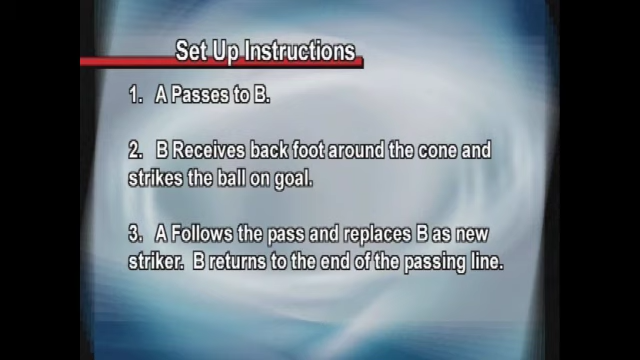 Set Up Instructions
1. A Passes to B.
2. B Receives back foot around the cone and
strikes the ball on goal.
3. A Follows the pass and replaces B as new
striker. B returns to the end of the passing line.